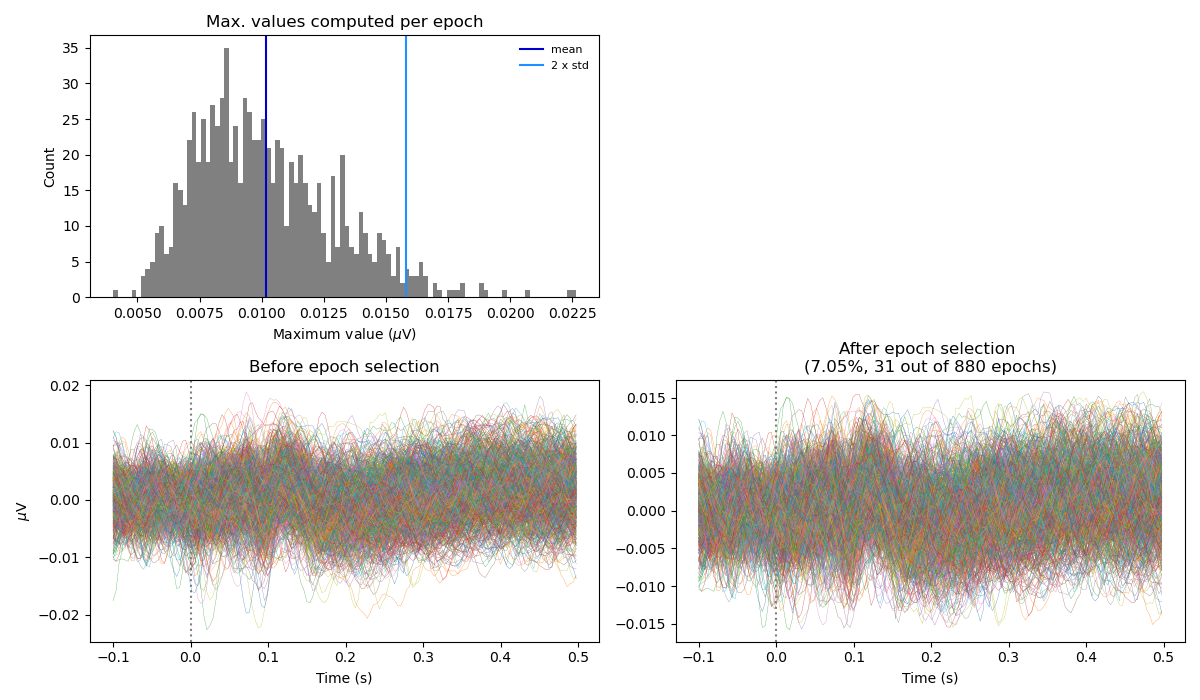 Max. values computed per epoch
35
30
25
20
15
10
5
0
Count
mean
2 x std
0.0050 0.0075 0.0100 0.0125 0.0150 0.0175 0.0200 0.0225
Maximum value (μV)
Before epoch selection
0.02
0.01
0.00
−0.01
−0.02
μV
−0.1 0.0 0.1 0.2 0.3 0.4 0.5
Time (s)
After epoch selection
(7.05%, 31 out of 880 epochs)
0.015
0.010
0.005
0.000
−0.005
−0.010
−0.015
−0.1 0.0 0.1 0.2 0.3 0.4 0.5
Time (s)